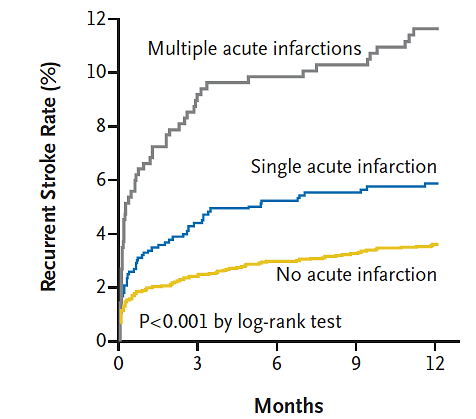 Recurrent Stroke Rate (%)
12
10
8
6
4
2
0
Multiple acute infarctions
Single acute infarction
No acute infarction
P<0.001 by log-rank test
0 3 6 9 12
Months